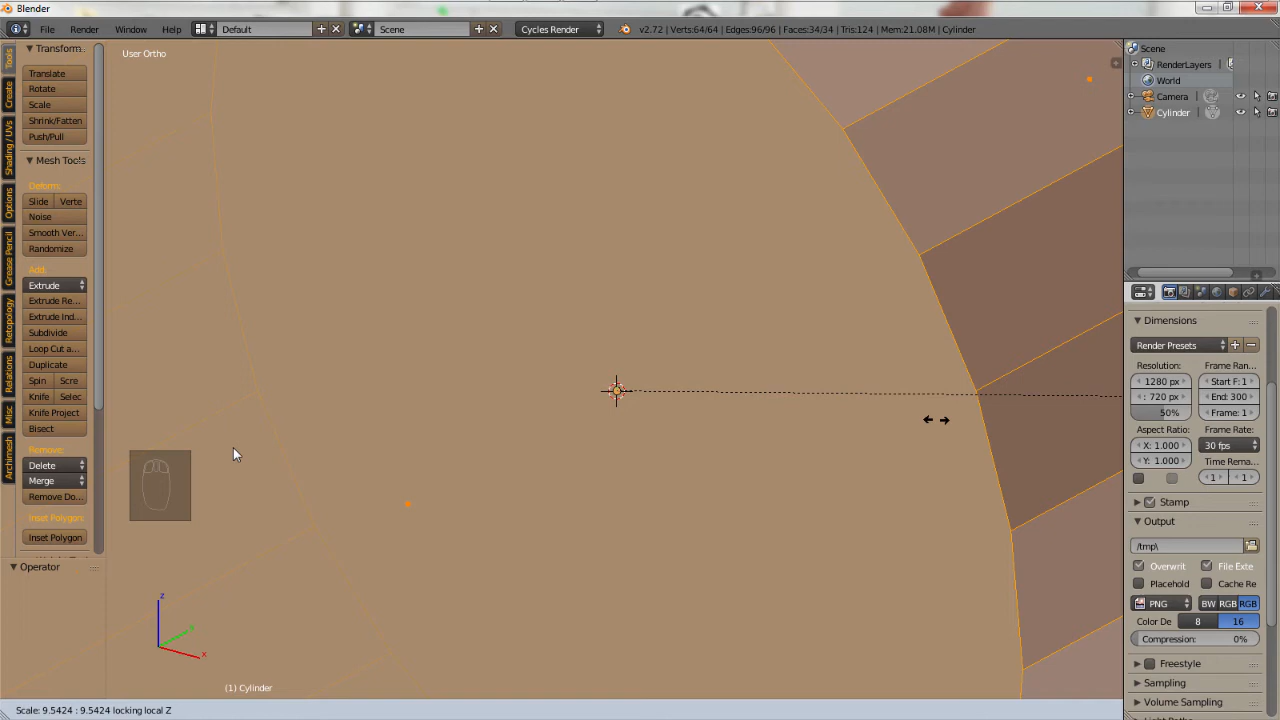 Blender
File Render Window Help Default Scene Cycles Render v2.72 | Verts:64/64 | Edges:96/96 | Faces:34/34 | Tris:124 | Mem:21.08M | Cylinder
Transform
Translate
Rotate
Scale
Shrink/Fatten
Push/Pull
Mesh Tools
Deform:
Slide Verte
Noise
Smooth Ver...
Randomize
Add:
Extrude
Extrude Re...
Extrude Ind...
Subdivide
Loop Cut a...
Duplicate
Spin Scre
Knife Selec
Knife Project
Bisect
Remove:
Delete
Merge
Remove Do...
Inset Polygon:
Inset Polygon
Operator
Tools
Create
Shading / UVs
Options
Grease Pencil
Retopology
Relations
Misc
Archimesh
User Ortho
z
x
(1) Cylinder
Scale: 9.5424 : 9.5424 locking local Z
Scene
RenderLayers
World
Camera
Cylinder
Dimensions
Render Presets
Resolution: Frame Ran...
1280 px Start F: 1
: 720 px End: 300
50% Frame: 1
Aspect Ratio: Frame Rate:
X: 1.000 30 fps
Y: 1.000 Time Rema...
1 1
Stamp
Output
/tmp\
Overwrit File Exte
Placehold Cache Re
PNG BW RGB RGB
Color De 8 16
Compression: 0%
Freestyle
Sampling
Volume Sampling